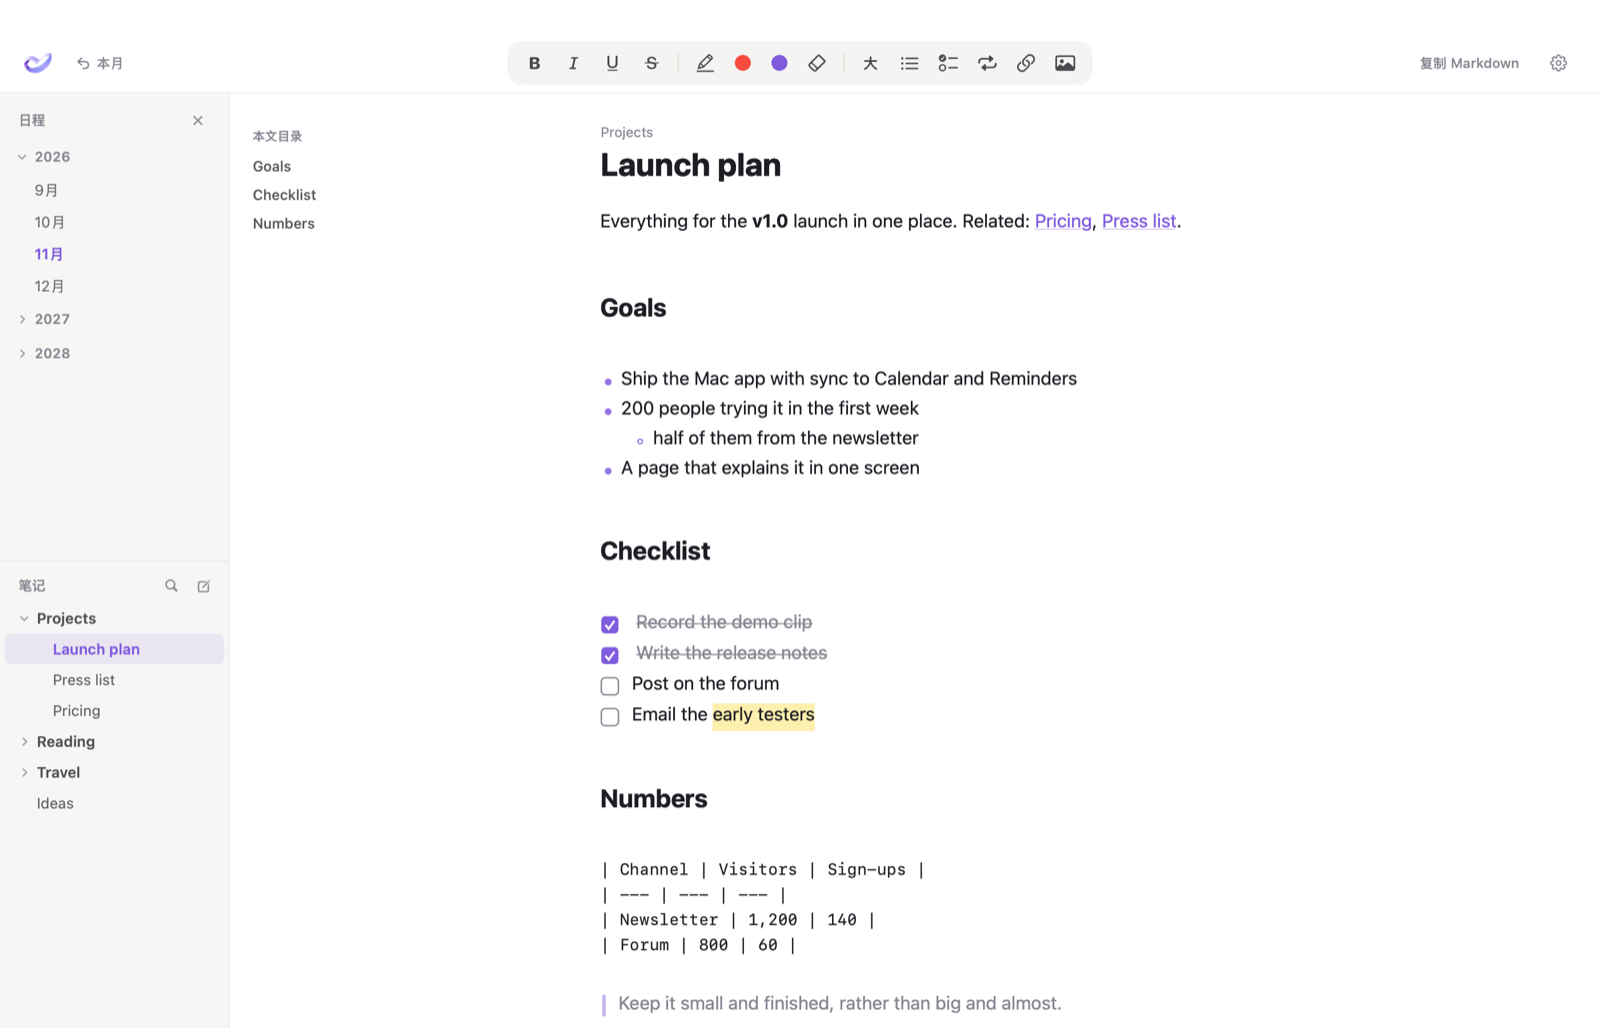 本月
B I U S
大
复制 Markdown
日程
2026
9月
10月
11月
12月
2027
2028
笔记
Projects
Launch plan
Press list
Pricing
Reading
Travel
Ideas
本文目录
Goals
Checklist
Numbers
Projects
Launch plan
Everything for the v1.0 launch in one place. Related: Pricing, Press list.
Goals
Ship the Mac app with sync to Calendar and Reminders
200 people trying it in the first week
half of them from the newsletter
A page that explains it in one screen
Checklist
Record the demo clip
Write the release notes
Post on the forum
Email the early testers
Numbers
| Channel | Visitors | Sign-ups |
| --- | --- | --- |
| Newsletter | 1,200 | 140 |
| Forum | 800 | 60 |
Keep it small and finished, rather than big and almost.